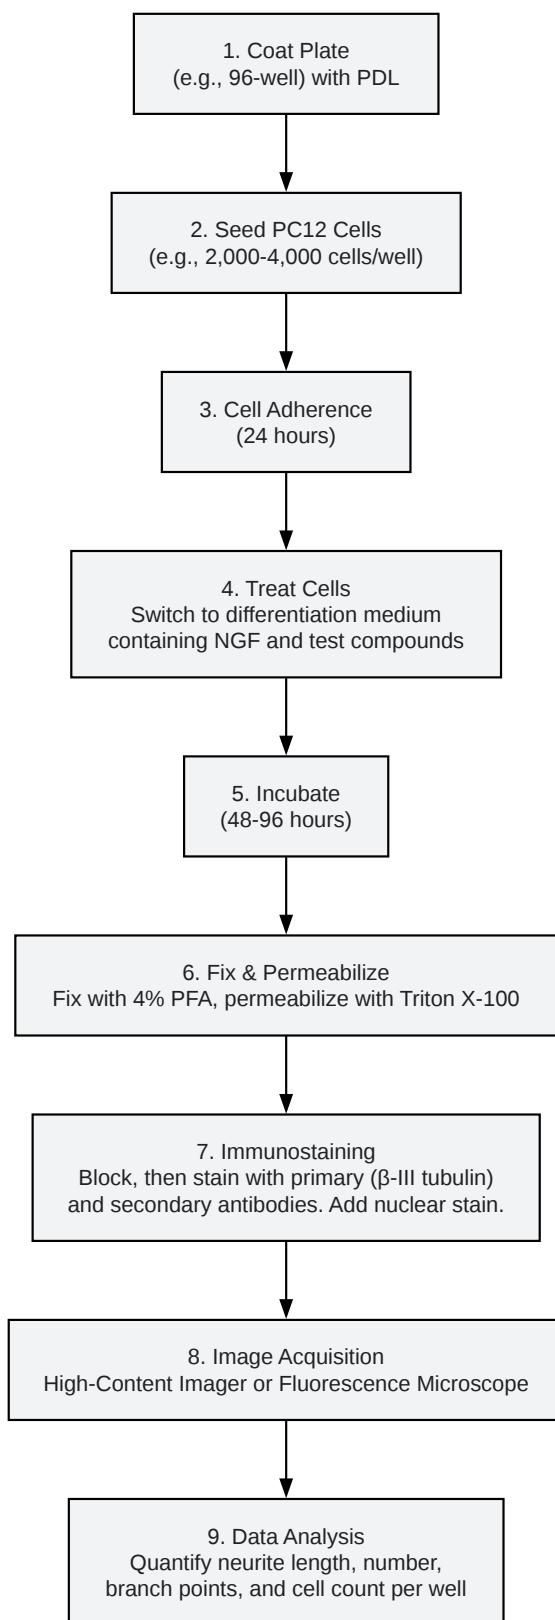 1. Coat Plate
(e.g., 96-well) with PDL
2. Seed PC12 Cells
(e.g., 2,000-4,000 cells/well)
3. Cell Adherence
(24 hours)
4. Treat Cells
Switch to differentiation medium
containing NGF and test compounds
5. Incubate
(48-96 hours)
6. Fix & Permeabilize
Fix with 4% PFA, permeabilize with Triton X-100
7. Immunostaining
Block, then stain with primary (β-III tubulin)
and secondary antibodies. Add nuclear stain.
8. Image Acquisition
High-Content Imager or Fluorescence Microscope
9. Data Analysis
Quantify neurite length, number,
branch points, and cell count per well